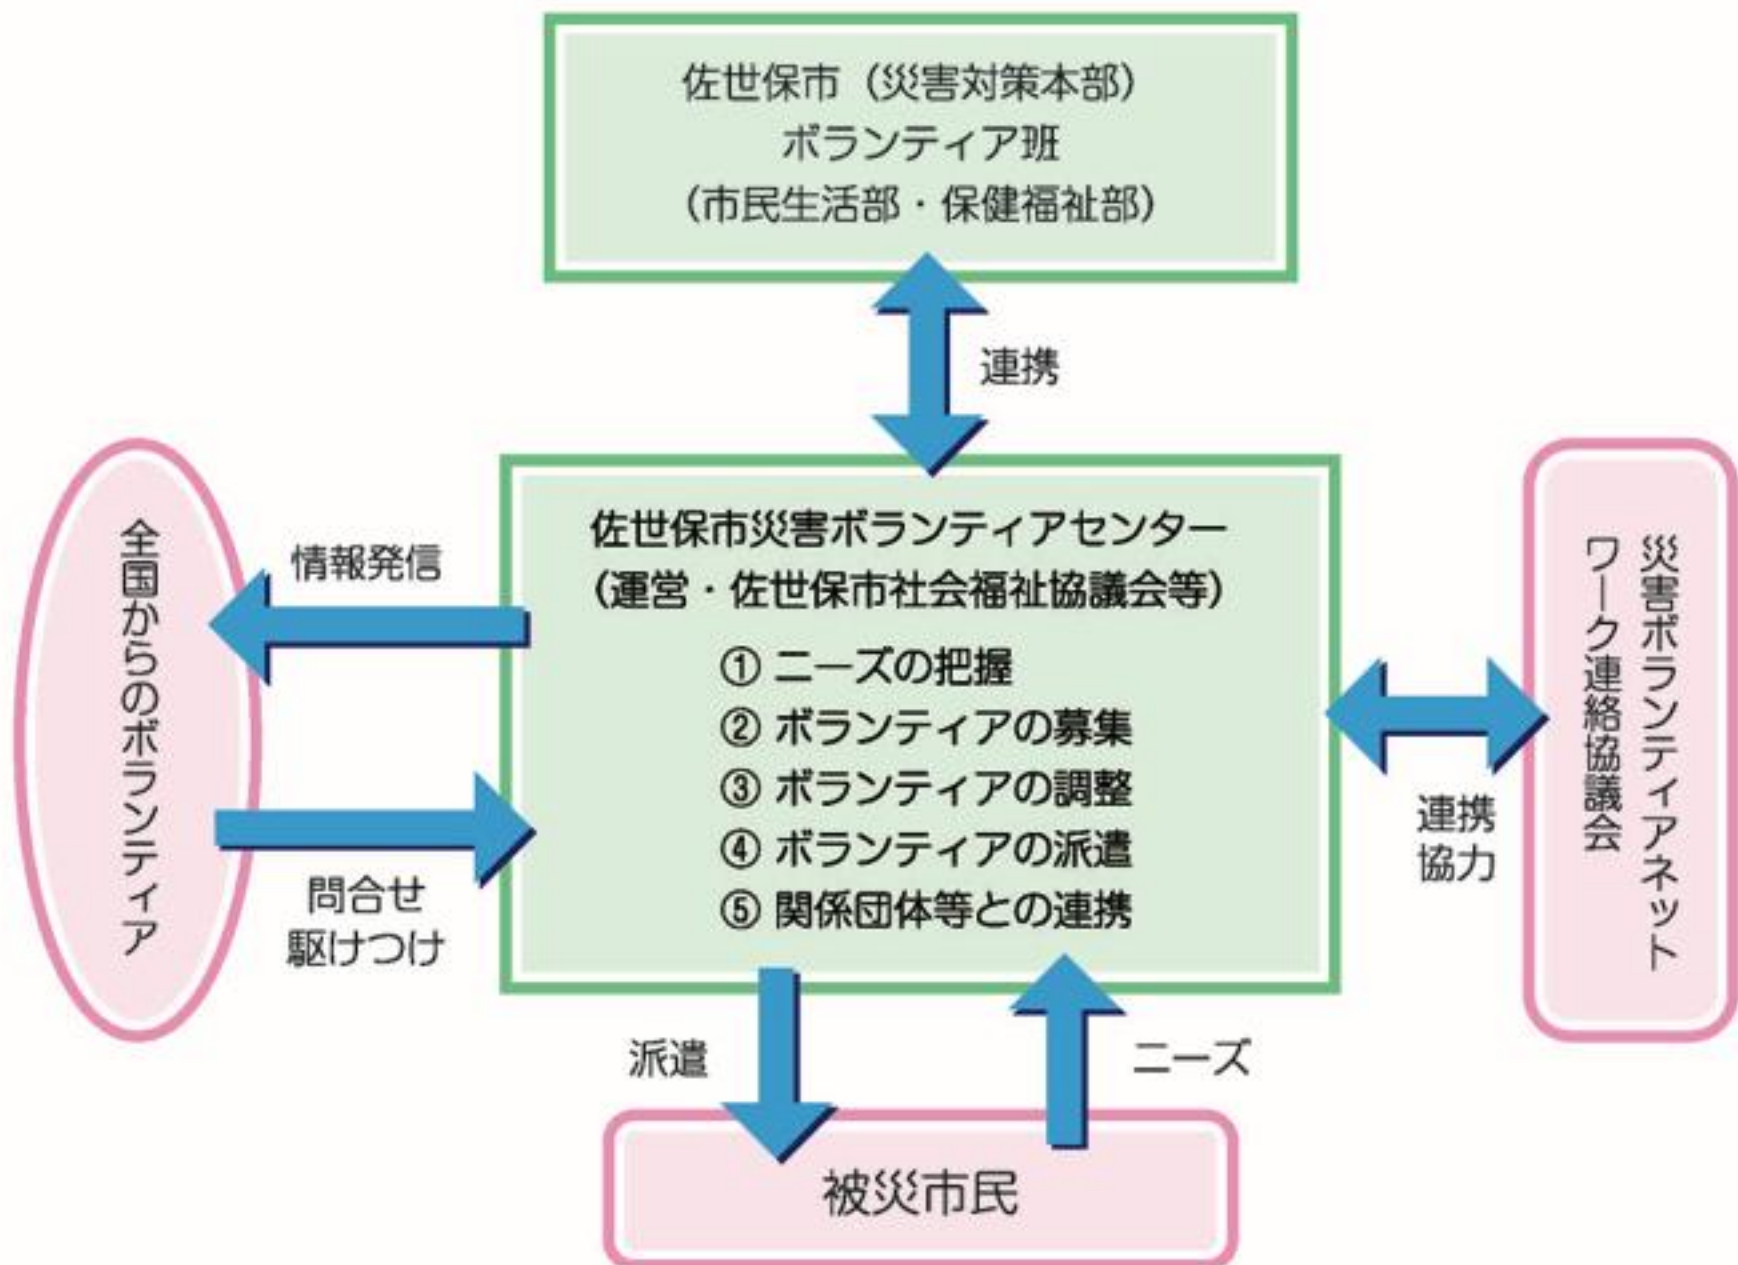 佐世保市（災害対策本部）
ボランティア班
（市民生活部・保健福祉部）
連携
佐世保市災害ボランティアセンター
（運営・佐世保市社会福祉協議会等）
① ニーズの把握
② ボランティアの募集
③ ボランティアの調整
④ ボランティアの派遣
⑤ 関係団体等との連携
全国からのボランティア
情報発信
問合せ
駆けつけ
災害ボランティアネット
ワーク連絡協議会
連携
協力
派遣
ニーズ
被災市民